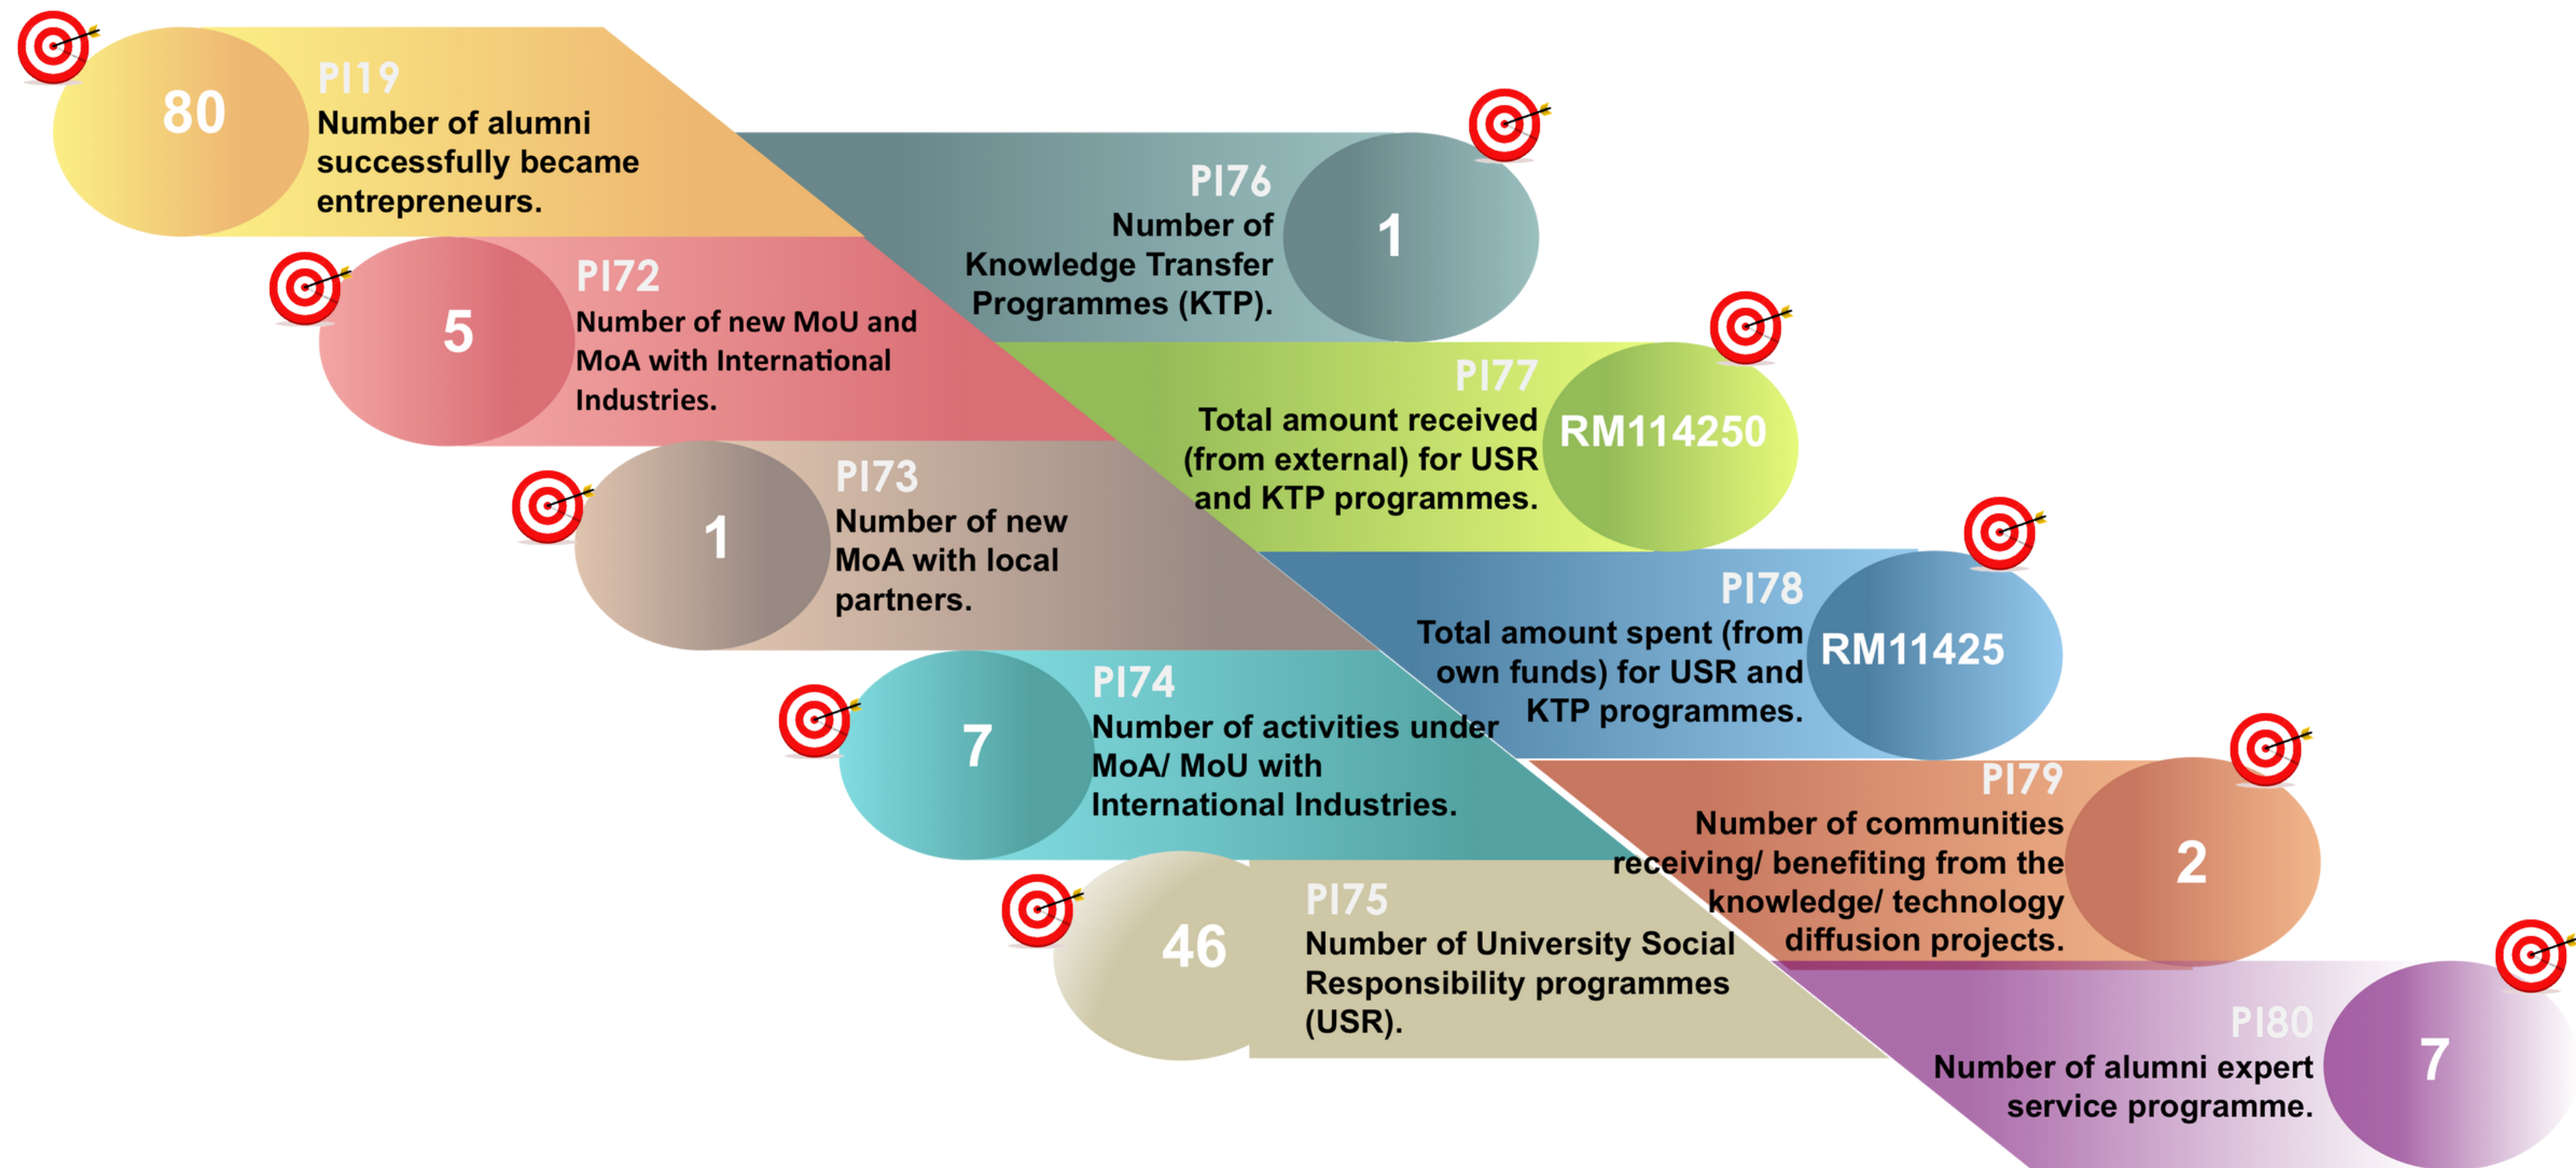 80
PI19
Number of alumni
successfully became
entrepreneurs.
5
PI72
Number of new MoU and
MoA with International
Industries.
1
PI73
Number of new
MoA with local
partners.
7
PI74
Number of activities under
MoA/ MoU with
International Industries.
46
PI75
Number of University Social
Responsibility programmes
(USR).
PI76
Number of
Knowledge Transfer
Programmes (KTP).
1
PI77
Total amount received
(from external) for USR
and KTP programmes.
RM114250
PI78
Total amount spent (from
own funds) for USR and
KTP programmes.
RM11425
PI79
Number of communities
receiving/ benefiting from the
knowledge/ technology
diffusion projects.
2
PI80
Number of alumni expert
service programme.
7